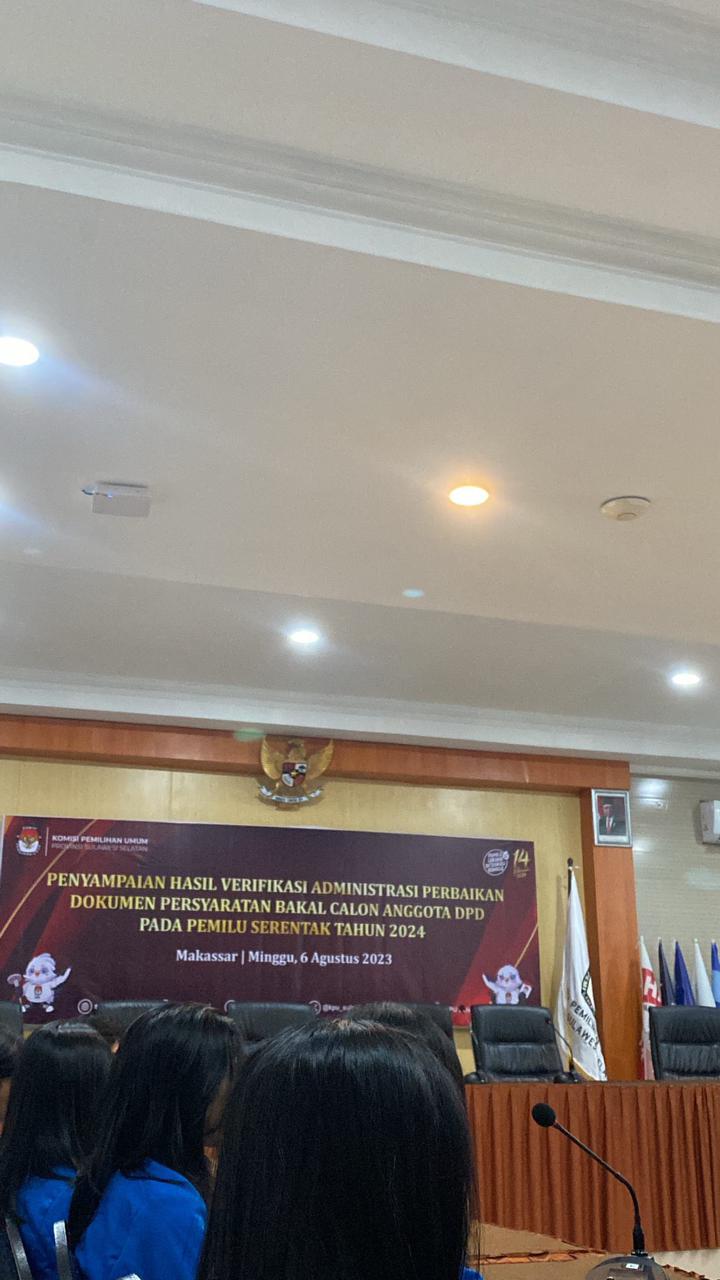 KOMISI PEMILIHAN UMUM
PROVINSI SULAWESI SELATAN
14
PENYAMPAIAN HASIL VERIFIKASI ADMINISTRASI PERBAIKAN
DOKUMEN PERSYARATAN BAKAL CALON ANGGOTA DPD
PADA PEMILU SERENTAK TAHUN 2024
Makassar | Minggu, 6 Agustus 2023